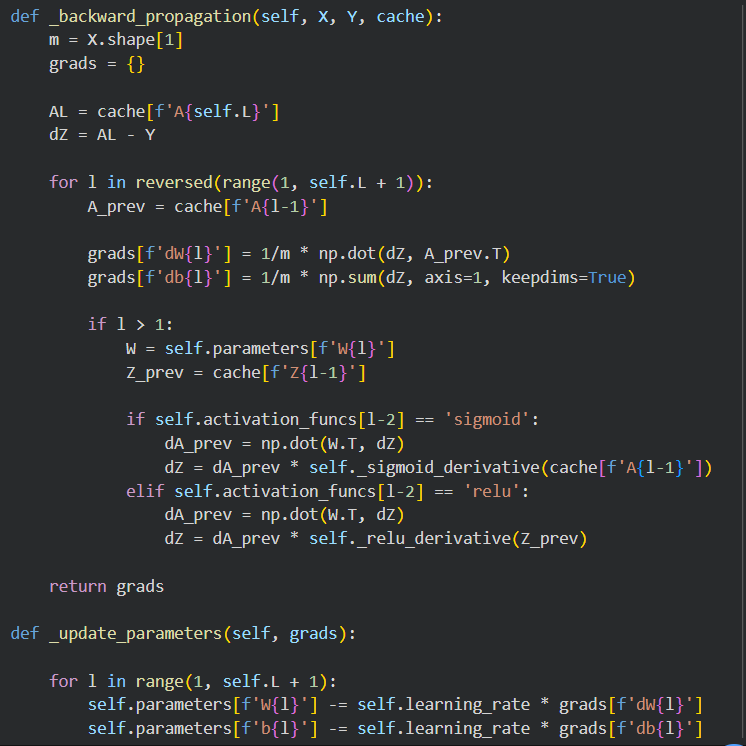 def _backward_propagation(self, X, Y, cache):
    m = X.shape[1]
    grads = {}

    AL = cache[f'A{self.L}']
    dZ = AL - Y

    for l in reversed(range(1, self.L + 1)):
        A_prev = cache[f'A{l-1}']

        grads[f'dW{l}'] = 1/m * np.dot(dZ, A_prev.T)
        grads[f'db{l}'] = 1/m * np.sum(dZ, axis=1, keepdims=True)

        if l > 1:
            W = self.parameters[f'W{l}']
            Z_prev = cache[f'Z{l-1}']

            if self.activation_funcs[l-2] == 'sigmoid':
                dA_prev = np.dot(W.T, dZ)
                dZ = dA_prev * self._sigmoid_derivative(cache[f'A{l-1}'])
            elif self.activation_funcs[l-2] == 'relu':
                dA_prev = np.dot(W.T, dZ)
                dZ = dA_prev * self._relu_derivative(Z_prev)

    return grads

def _update_parameters(self, grads):

    for l in range(1, self.L + 1):
        self.parameters[f'W{l}'] -= self.learning_rate * grads[f'dW{l}']
        self.parameters[f'b{l}'] -= self.learning_rate * grads[f'db{l}']